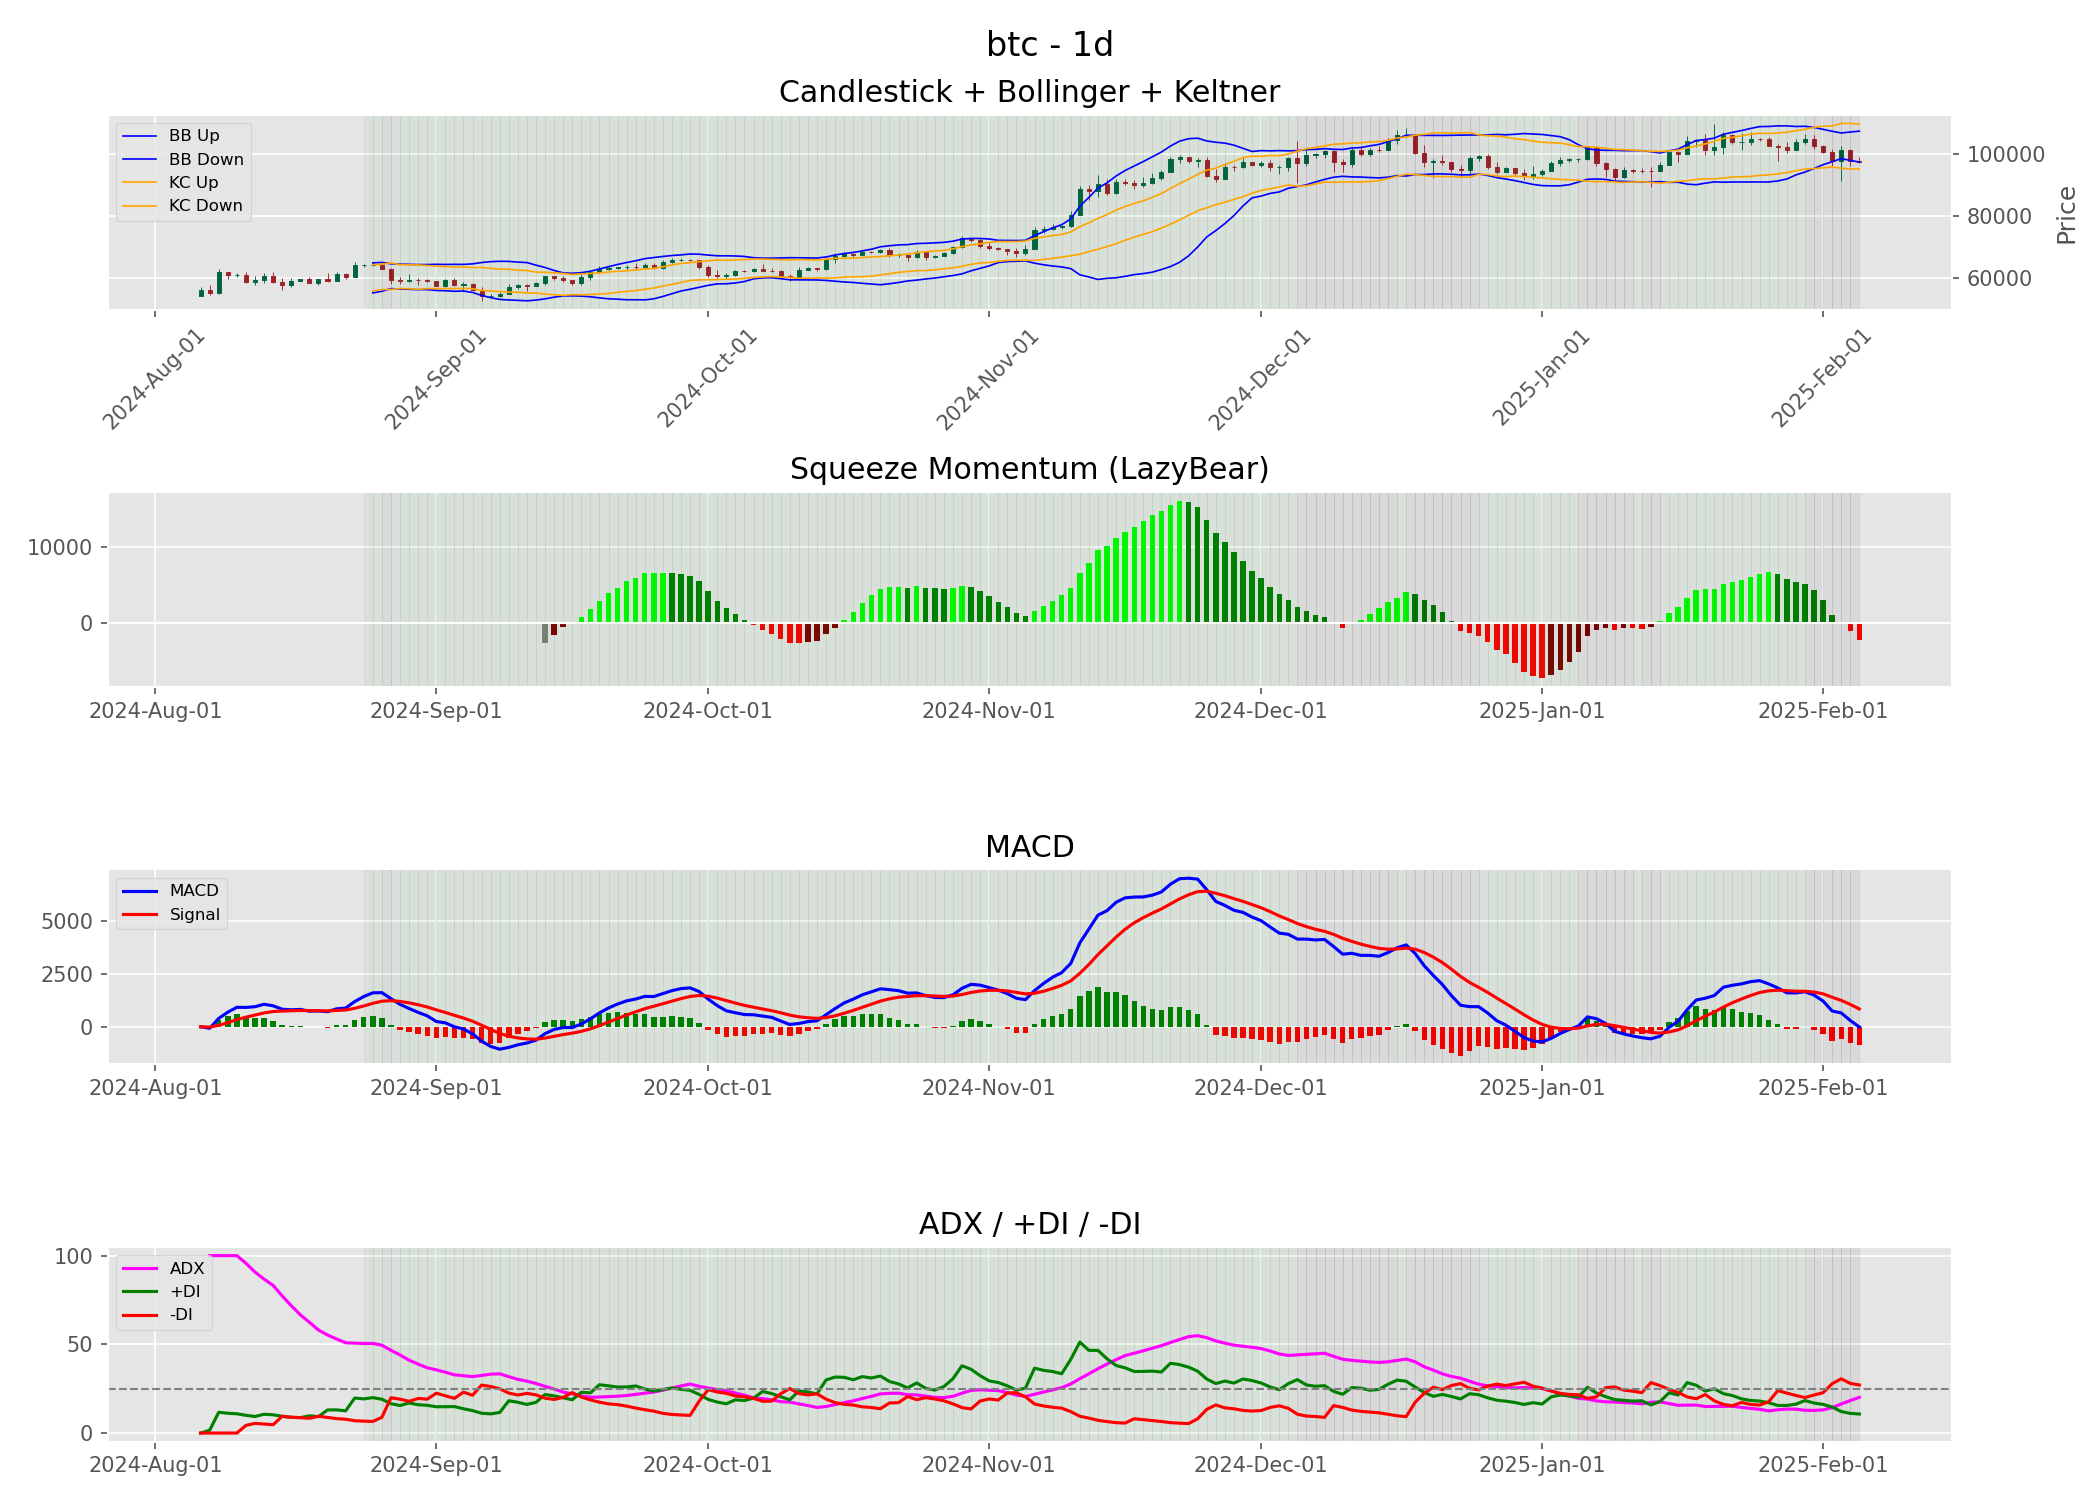 btc - 1d
Candlestick + Bollinger + Keltner
BB Up
BB Down
KC Up
KC Down
100000
80000
60000
Price
2024-Aug-01
2024-Sep-01
2024-Oct-01
2024-Nov-01
2024-Dec-01
2025-Jan-01
2025-Feb-01
Squeeze Momentum (LazyBear)
10000
0
2024-Aug-01
2024-Sep-01
2024-Oct-01
2024-Nov-01
2024-Dec-01
2025-Jan-01
2025-Feb-01
MACD
MACD
Signal
5000
2500
0
2024-Aug-01
2024-Sep-01
2024-Oct-01
2024-Nov-01
2024-Dec-01
2025-Jan-01
2025-Feb-01
ADX / +DI / -DI
ADX
+DI
-DI
100
50
0
2024-Aug-01
2024-Sep-01
2024-Oct-01
2024-Nov-01
2024-Dec-01
2025-Jan-01
2025-Feb-01